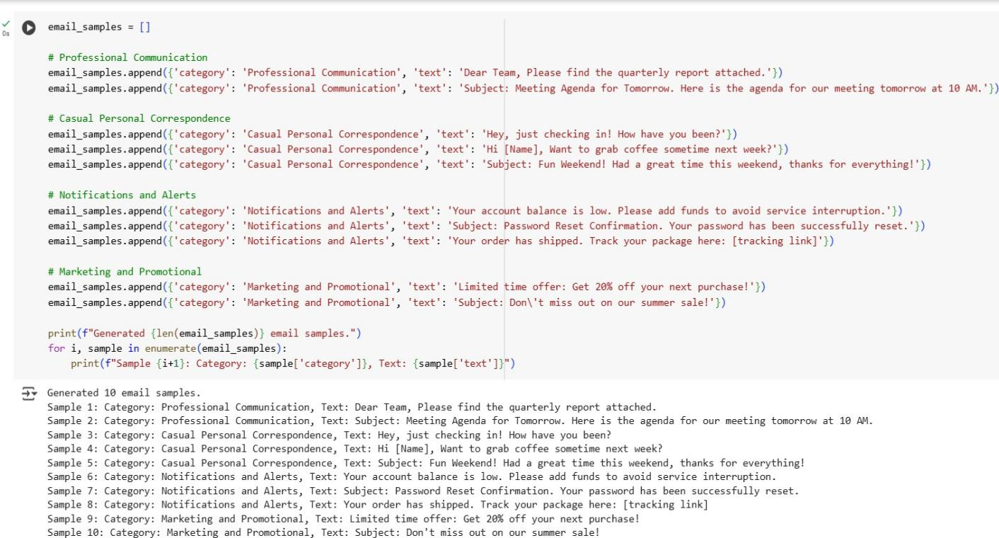 0s
email_samples = []
# Professional Communication
email_samples.append({'category': 'Professional Communication', 'text': 'Dear Team, Please find the quarterly report attached.'})
email_samples.append({'category': 'Professional Communication', 'text': 'Subject: Meeting Agenda for Tomorrow. Here is the agenda for our meeting tomorrow at 10 AM.'})
# Casual Personal Correspondence
email_samples.append({'category': 'Casual Personal Correspondence', 'text': 'Hey, just checking in! How have you been?'})
email_samples.append({'category': 'Casual Personal Correspondence', 'text': 'Hi [Name], Want to grab coffee sometime next week?'})
email_samples.append({'category': 'Casual Personal Correspondence', 'text': 'Subject: Fun Weekend! Had a great time this weekend, thanks for everything!'})
# Notifications and Alerts
email_samples.append({'category': 'Notifications and Alerts', 'text': 'Your account balance is low. Please add funds to avoid service interruption.'})
email_samples.append({'category': 'Notifications and Alerts', 'text': 'Subject: Password Reset Confirmation. Your password has been successfully reset.'})
email_samples.append({'category': 'Notifications and Alerts', 'text': 'Your order has shipped. Track your package here: [tracking link]'})
# Marketing and Promotional
email_samples.append({'category': 'Marketing and Promotional', 'text': 'Limited time offer: Get 20% off your next purchase!'})
email_samples.append({'category': 'Marketing and Promotional', 'text': 'Subject: Don\'t miss out on our summer sale!'})
print(f"Generated {len(email_samples)} email samples.")
for i, sample in enumerate(email_samples):
    print(f"Sample {i+1}: Category: {sample['category']}, Text: {sample['text']}")
Generated 10 email samples.
Sample 1: Category: Professional Communication, Text: Dear Team, Please find the quarterly report attached.
Sample 2: Category: Professional Communication, Text: Subject: Meeting Agenda for Tomorrow. Here is the agenda for our meeting tomorrow at 10 AM.
Sample 3: Category: Casual Personal Correspondence, Text: Hey, just checking in! How have you been?
Sample 4: Category: Casual Personal Correspondence, Text: Hi [Name], Want to grab coffee sometime next week?
Sample 5: Category: Casual Personal Correspondence, Text: Subject: Fun Weekend! Had a great time this weekend, thanks for everything!
Sample 6: Category: Notifications and Alerts, Text: Your account balance is low. Please add funds to avoid service interruption.
Sample 7: Category: Notifications and Alerts, Text: Subject: Password Reset Confirmation. Your password has been successfully reset.
Sample 8: Category: Notifications and Alerts, Text: Your order has shipped. Track your package here: [tracking link]
Sample 9: Category: Marketing and Promotional, Text: Limited time offer: Get 20% off your next purchase!
Sample 10: Category: Marketing and Promotional, Text: Subject: Don't miss out on our summer sale!